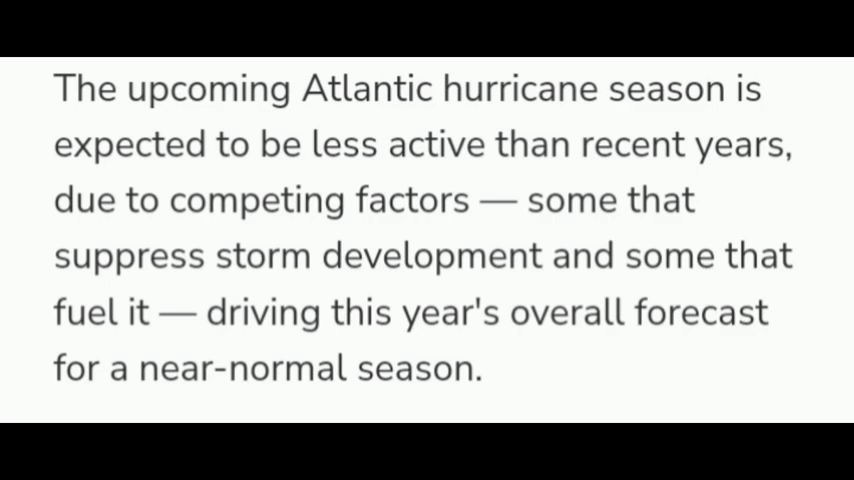 The upcoming Atlantic hurricane season is
expected to be less active than recent years,
due to competing factors — some that
suppress storm development and some that
fuel it — driving this year's overall forecast
for a near-normal season.